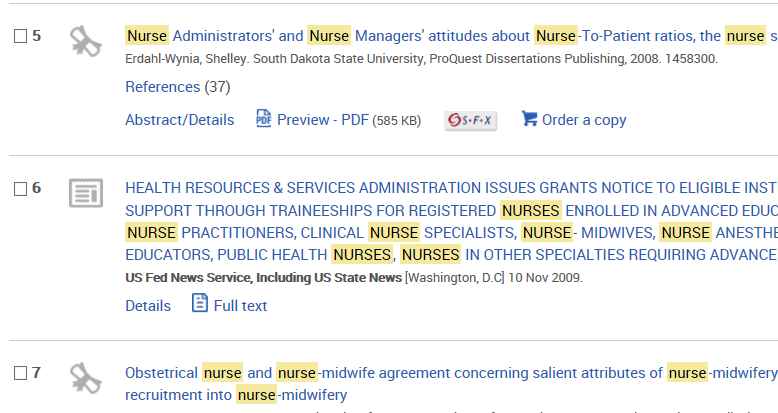 5
Nurse Administrators' and Nurse Managers' attitudes about Nurse-To-Patient ratios, the nurse s
Erdahl-Wynia, Shelley. South Dakota State University, ProQuest Dissertations Publishing, 2008. 1458300.
References (37)
Abstract/Details PDF Preview - PDF (585 KB) S·F·X Order a copy
6
HEALTH RESOURCES & SERVICES ADMINISTRATION ISSUES GRANTS NOTICE TO ELIGIBLE INST
SUPPORT THROUGH TRAINEESHIPS FOR REGISTERED NURSES ENROLLED IN ADVANCED EDUC
NURSE PRACTITIONERS, CLINICAL NURSE SPECIALISTS, NURSE- MIDWIVES, NURSE ANESTHE
EDUCATORS, PUBLIC HEALTH NURSES, NURSES IN OTHER SPECIALTIES REQUIRING ADVANCE
US Fed News Service, Including US State News [Washington, D.C] 10 Nov 2009.
Details Full text
7
Obstetrical nurse and nurse-midwife agreement concerning salient attributes of nurse-midwifery
recruitment into nurse-midwifery